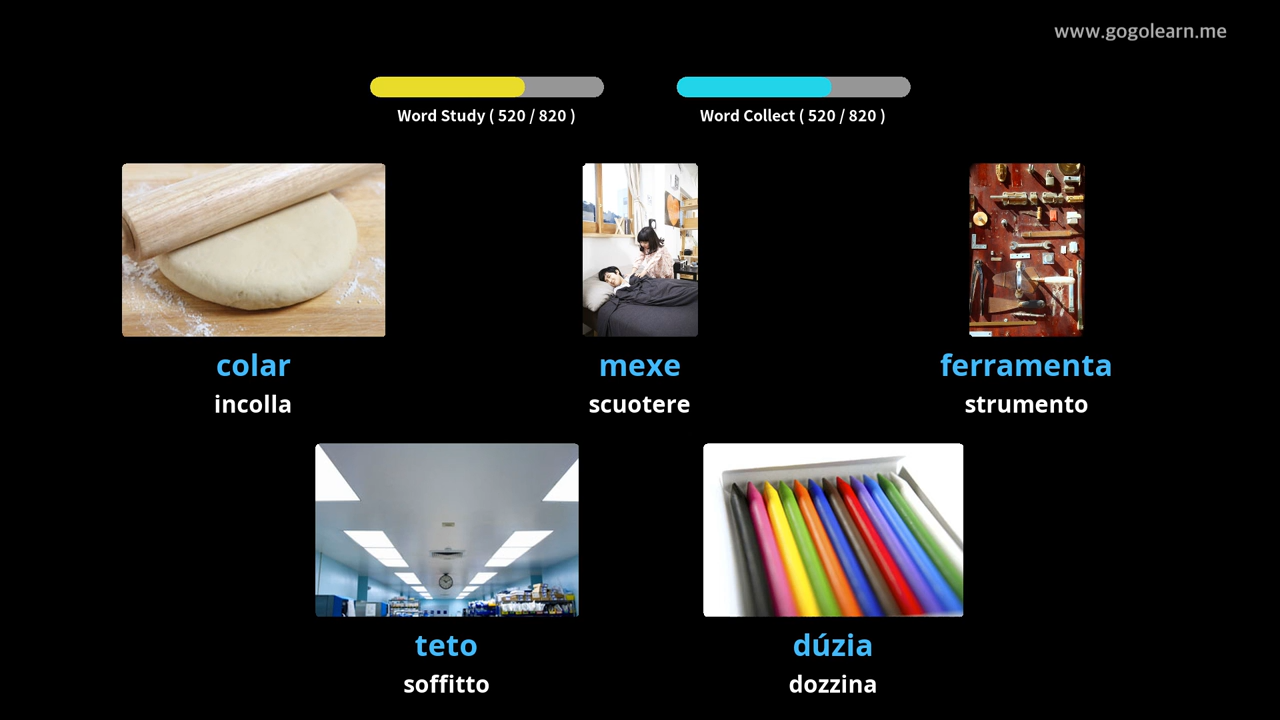 www.gogolearn.me
Word Study ( 520 / 820 )
Word Collect ( 520 / 820 )
colar
incolla
mexe
scuotere
ferramenta
strumento
teto
soffitto
dúzia
dozzina